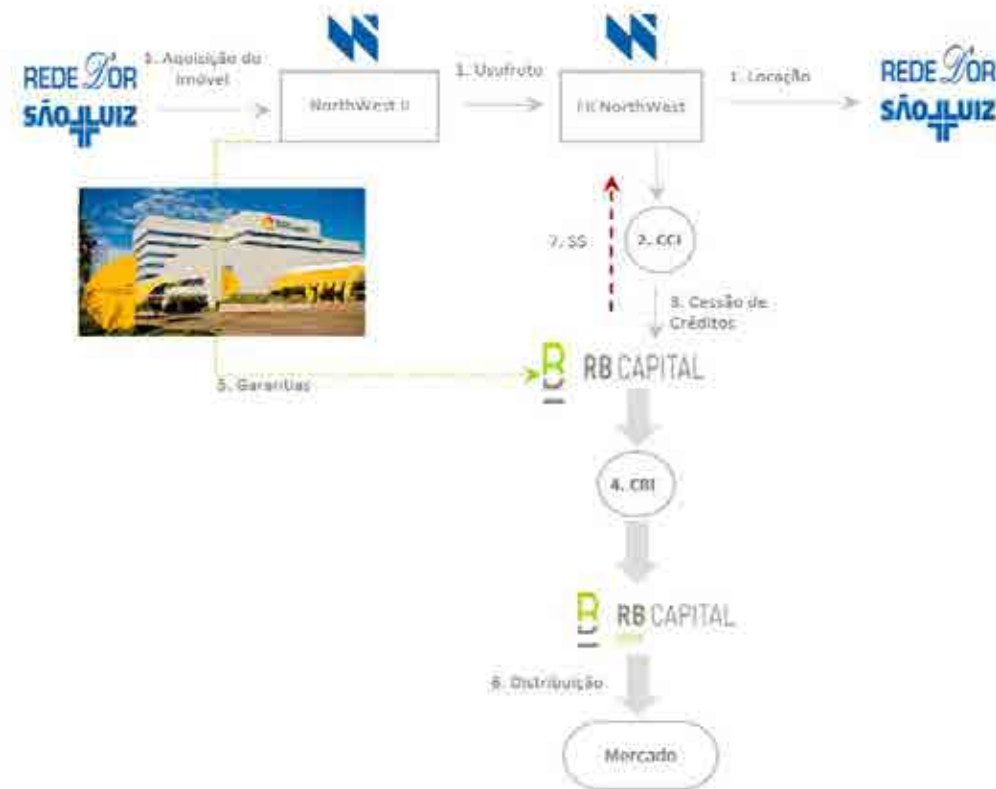 REDE D'OR
SÃO LUIZ
1. Aquisição do
Imóvel
NorthWest II
1. Usufruto
FII NorthWest
1. Locação
REDE D'OR
SÃO LUIZ
7. $$
2. CCI
3. Cessão de
Créditos
RB CAPITAL
5. Garantias
4. CRI
RB CAPITAL
6. Distribuição
Mercado